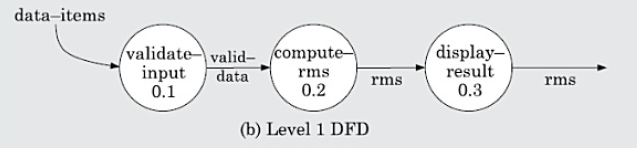 data–items
validate–
input
0.1
valid–
data
compute–
rms
0.2
rms
display–
result
0.3
rms
(b) Level 1 DFD